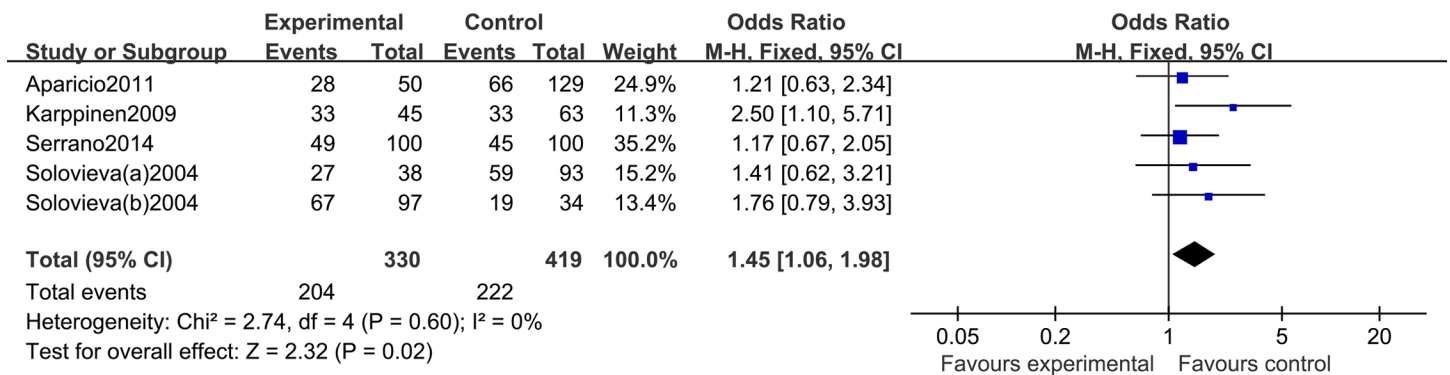 Experimental Control Odds Ratio Odds Ratio
Study or Subgroup Events Total Events Total Weight M-H, Fixed, 95% CI M-H, Fixed, 95% CI
Aparicio2011 28 50 66 129 24.9% 1.21 [0.63, 2.34]
Karppinen2009 33 45 33 63 11.3% 2.50 [1.10, 5.71]
Serrano2014 49 100 45 100 35.2% 1.17 [0.67, 2.05]
Solovieva(a)2004 27 38 59 93 15.2% 1.41 [0.62, 3.21]
Solovieva(b)2004 67 97 19 34 13.4% 1.76 [0.79, 3.93]
Total (95% CI) 330 419 100.0% 1.45 [1.06, 1.98]
Total events 204 222
Heterogeneity: Chi² = 2.74, df = 4 (P = 0.60); I² = 0%
Test for overall effect: Z = 2.32 (P = 0.02)
0.05 0.2 1 5 20
Favours experimental Favours control